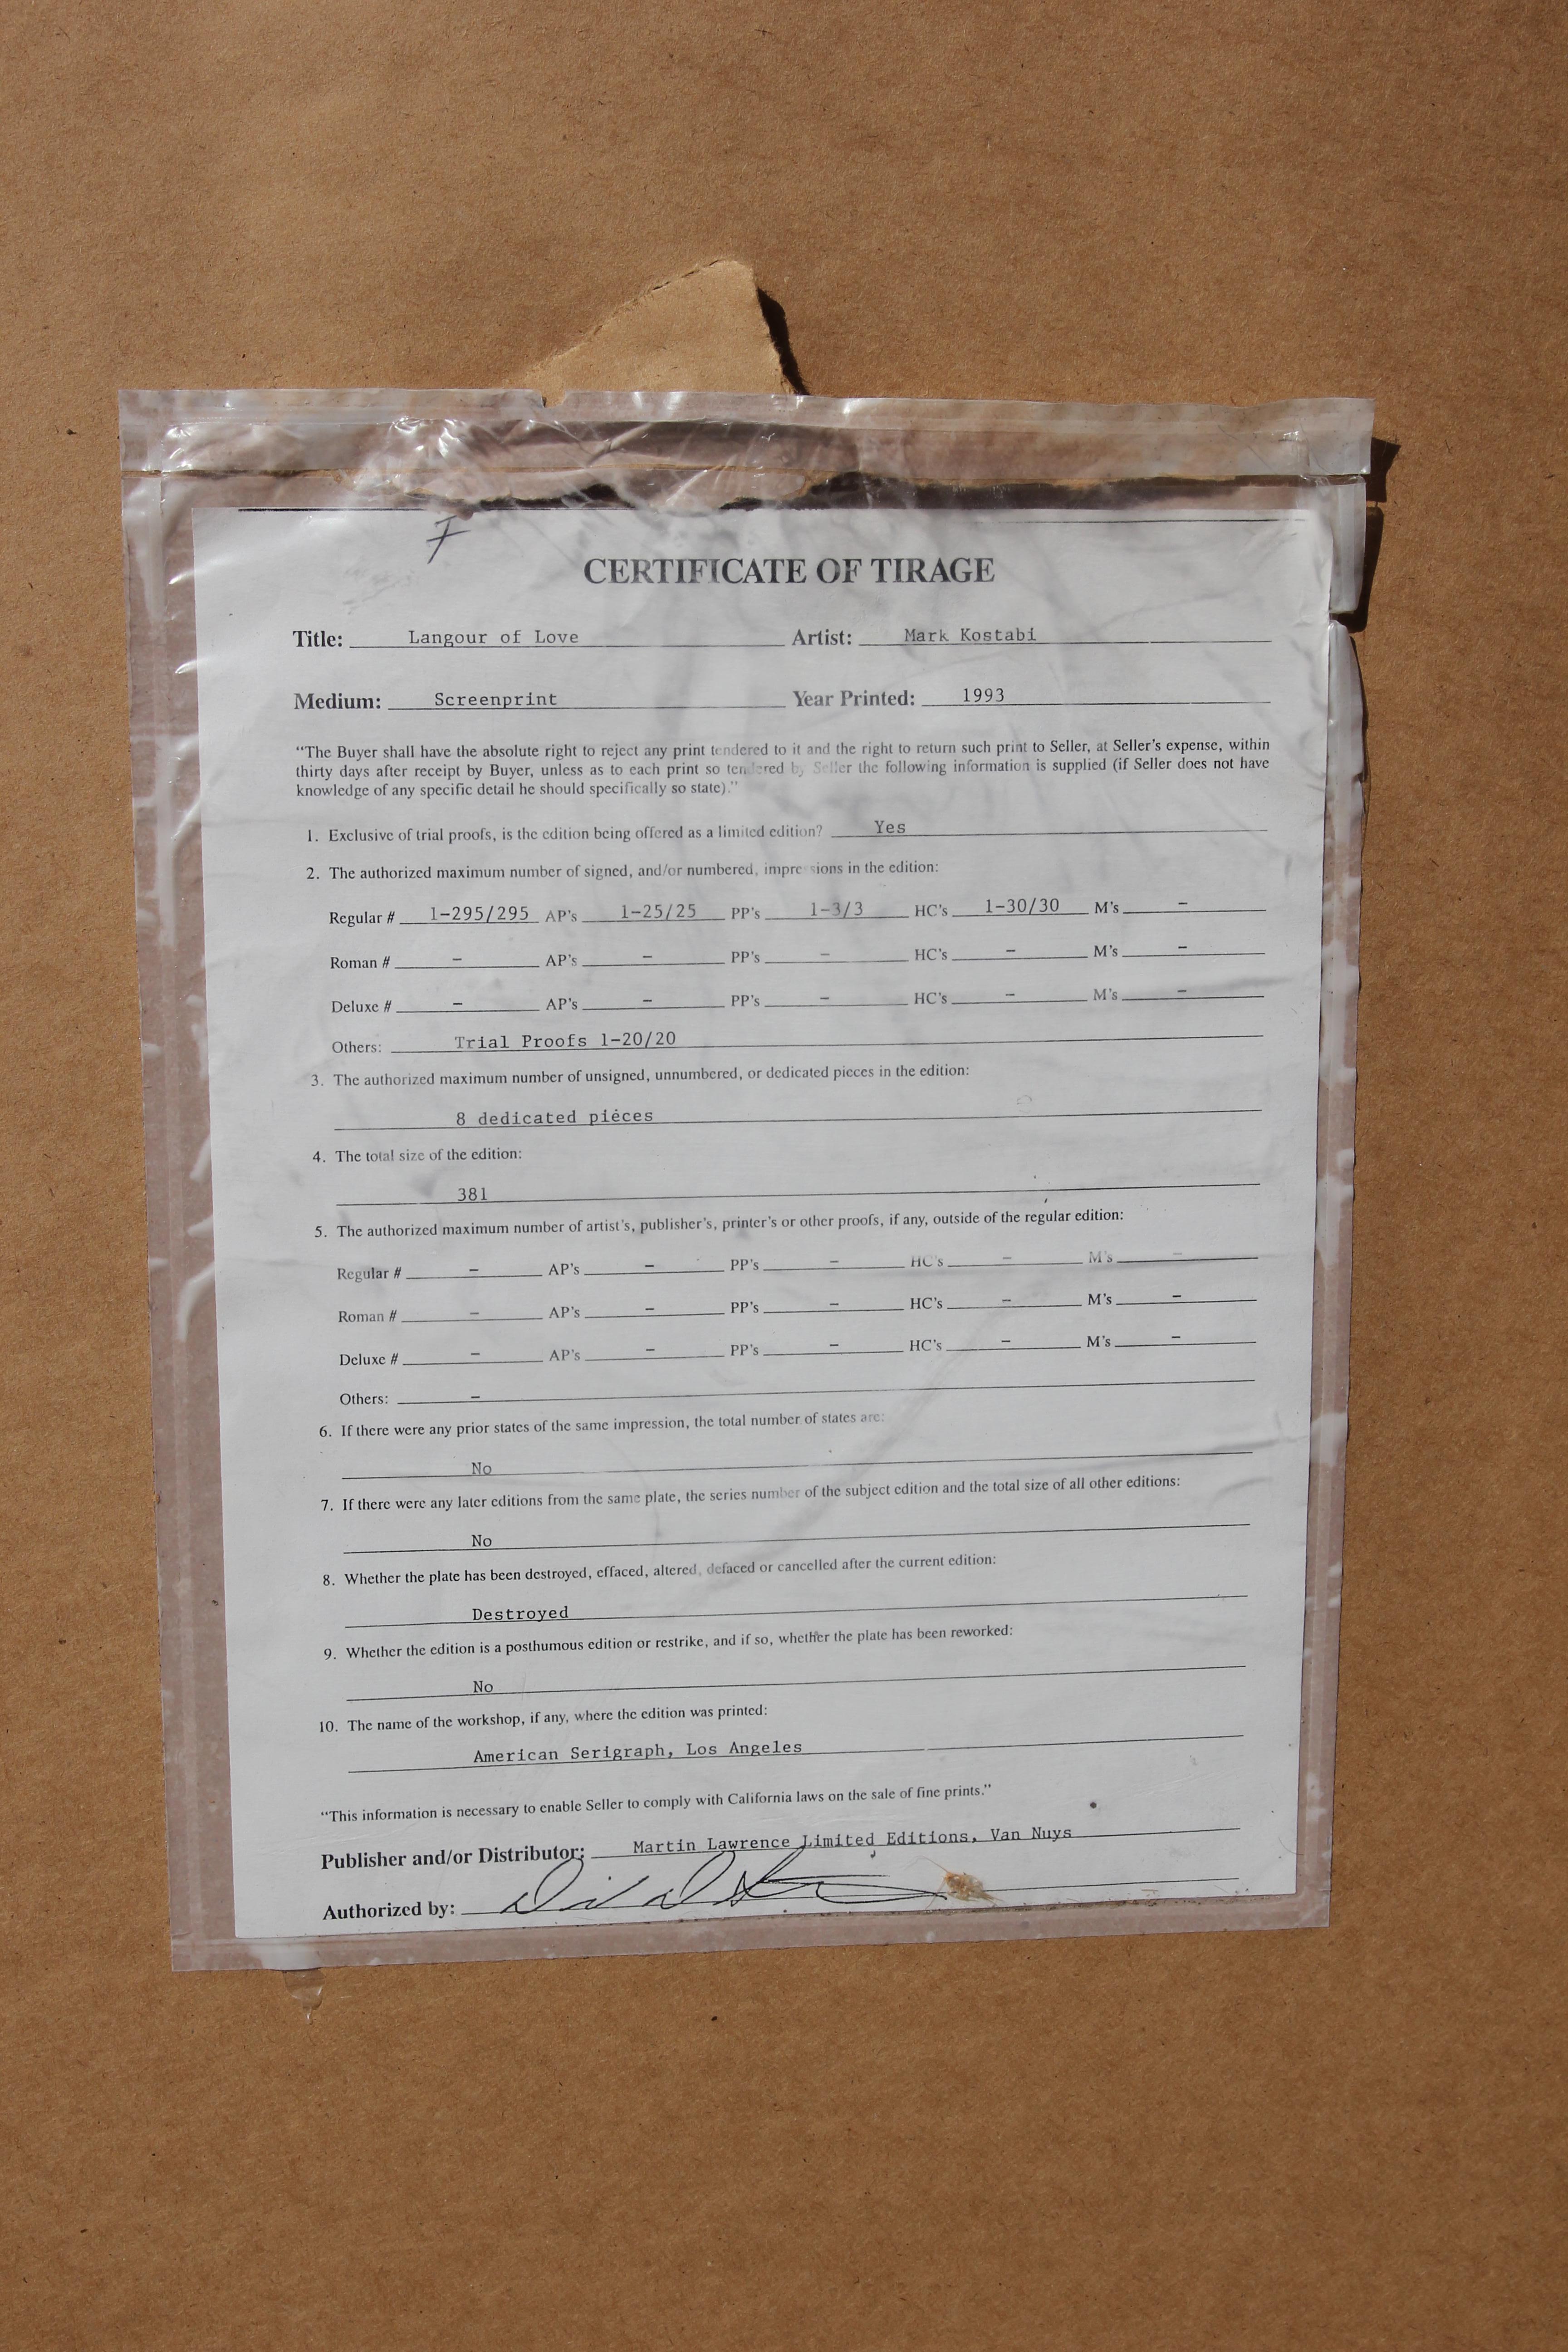 F
CERTIFICATE OF TIRAGE
Title: Langour of Love Artist: Mark Kostabi
Medium: Screenprint Year Printed: 1993
“The Buyer shall have the absolute right to reject any print tendered to it and the right to return such print to Seller, at Seller’s expense, within
thirty days after receipt by Buyer, unless as to each print so tendered by Seller the following information is supplied (if Seller does not have
knowledge of any specific detail he should specifically so state).”
1. Exclusive of trial proofs, is the edition being offered as a limited edition? Yes
2. The authorized maximum number of signed, and/or numbered, impressions in the edition:
Regular # 1-295/295 AP’s 1-25/25 PP’s 1-3/3 HC’s 1-30/30 M’s -
Roman # - AP’s - PP’s - HC’s - M’s -
Deluxe # - AP’s - PP’s - HC’s - M’s -
Others: Trial Proofs 1-20/20
3. The authorized maximum number of unsigned, unnumbered, or dedicated pieces in the edition:
8 dedicated pieces
4. The total size of the edition:
381
5. The authorized maximum number of artist’s, publisher’s, printer’s or other proofs, if any, outside of the regular edition:
Regular # - AP’s - PP’s - HC’s - M’s -
Roman # - AP’s - PP’s - HC’s - M’s -
Deluxe # - AP’s - PP’s - HC’s - M’s -
Others: -
6. If there were any prior states of the same impression, the total number of states are:
No
7. If there were any later editions from the same plate, the series number of the subject edition and the total size of all other editions:
No
8. Whether the plate has been destroyed, effaced, altered, defaced or cancelled after the current edition:
Destroyed
9. Whether the edition is a posthumous edition or restrike, and if so, whether the plate has been reworked:
No
10. The name of the workshop, if any, where the edition was printed:
American Serigraph, Los Angeles
“This information is necessary to enable Seller to comply with California laws on the sale of fine prints.”
Publisher and/or Distributor: Martin Lawrence Limited Editions, Van Nuys
Authorized by: